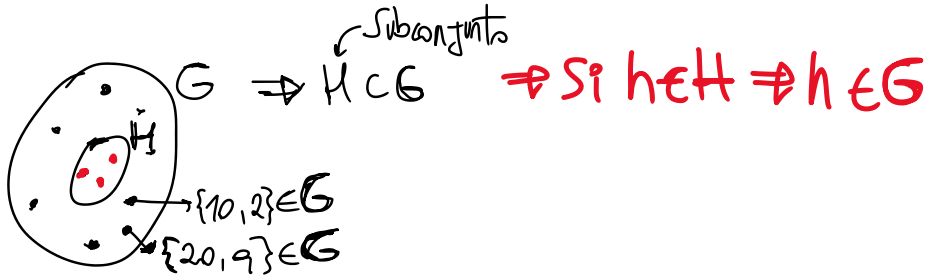 Subconjunto
G ⇒ H ⊂ G ⇒ Si h ∈ H ⇒ h ∈ G
H
{10, 2} ∈ G
{20, 9} ∈ G